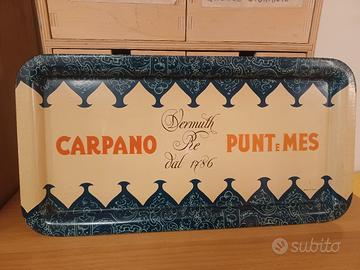 CARPANO
Vermuth
Re
dal 1786
PUNT E MES
subito